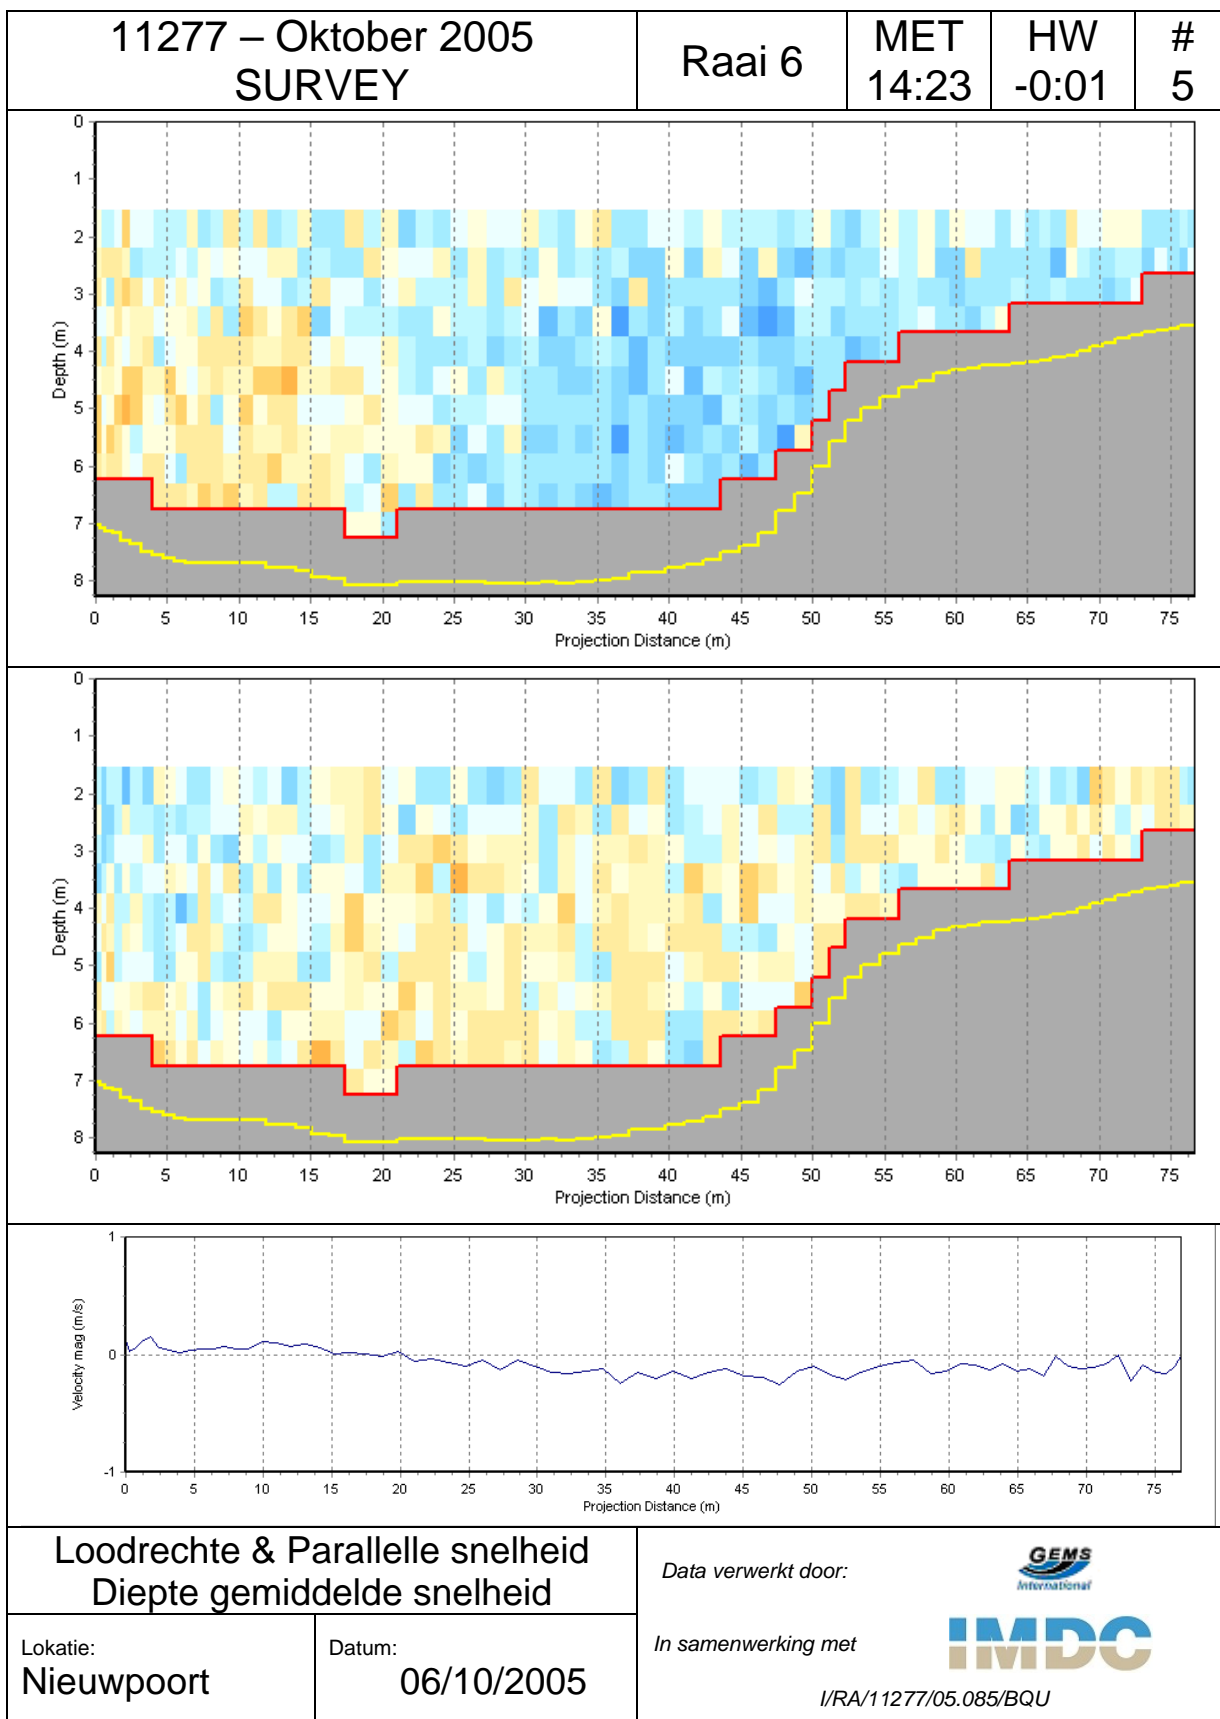 11277 – Oktober 2005
SURVEY
Raai 6
MET
14:23
HW
-0:01
#
5
0
1
2
3
4
5
6
7
8
Depth (m)
0 5 10 15 20 25 30 35 40 45 50 55 60 65 70 75
Projection Distance (m)
0
1
2
3
4
5
6
7
8
Depth (m)
0 5 10 15 20 25 30 35 40 45 50 55 60 65 70 75
Projection Distance (m)
1
0
-1
Velocity mag (m/s)
0 5 10 15 20 25 30 35 40 45 50 55 60 65 70 75
Projection Distance (m)
Loodrechte & Parallelle snelheid
Diepte gemiddelde snelheid
Lokatie:
Nieuwpoort
Datum:
06/10/2005
Data verwerkt door:
GEMS
International
In samenwerking met
IMDC
I/RA/11277/05.085/BQU